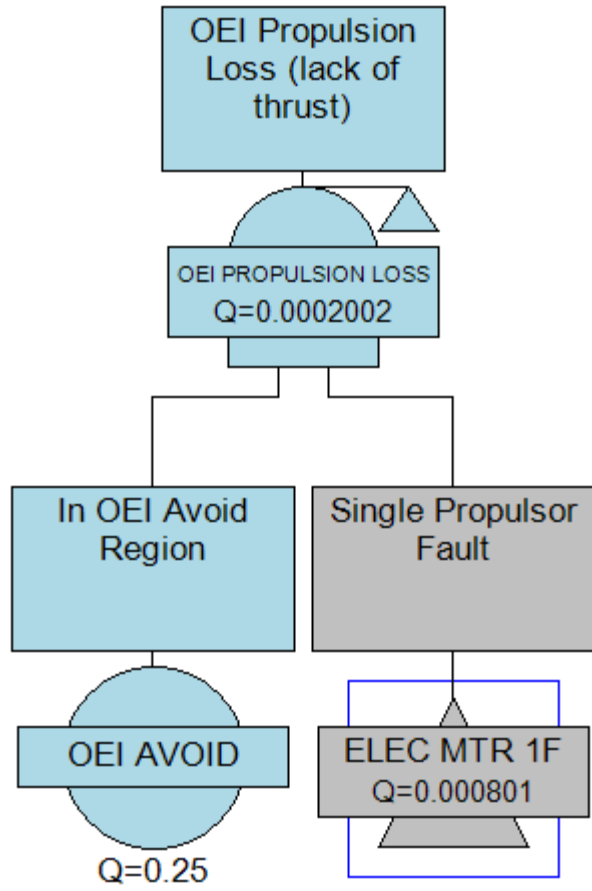 OEI Propulsion
Loss (lack of
thrust)
OEI PROPULSION LOSS
Q=0.0002002
In OEI Avoid
Region
Single Propulsor
Fault
OEI AVOID
Q=0.25
ELEC MTR 1F
Q=0.000801